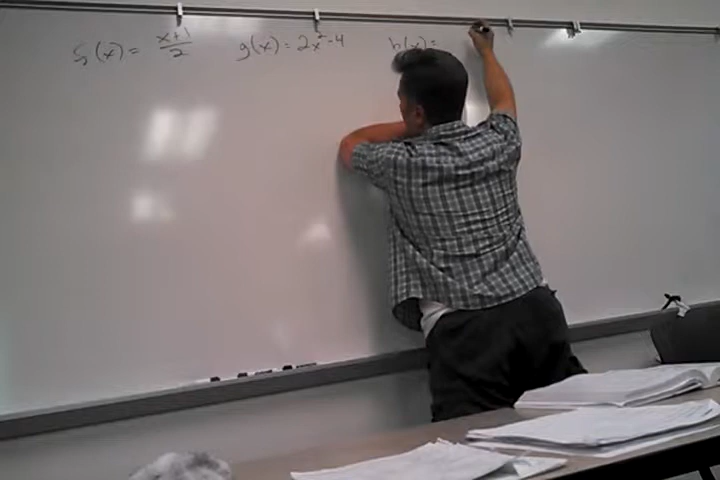 f(x) = x+1/2 g(x) = 2x²-4 h(x) =